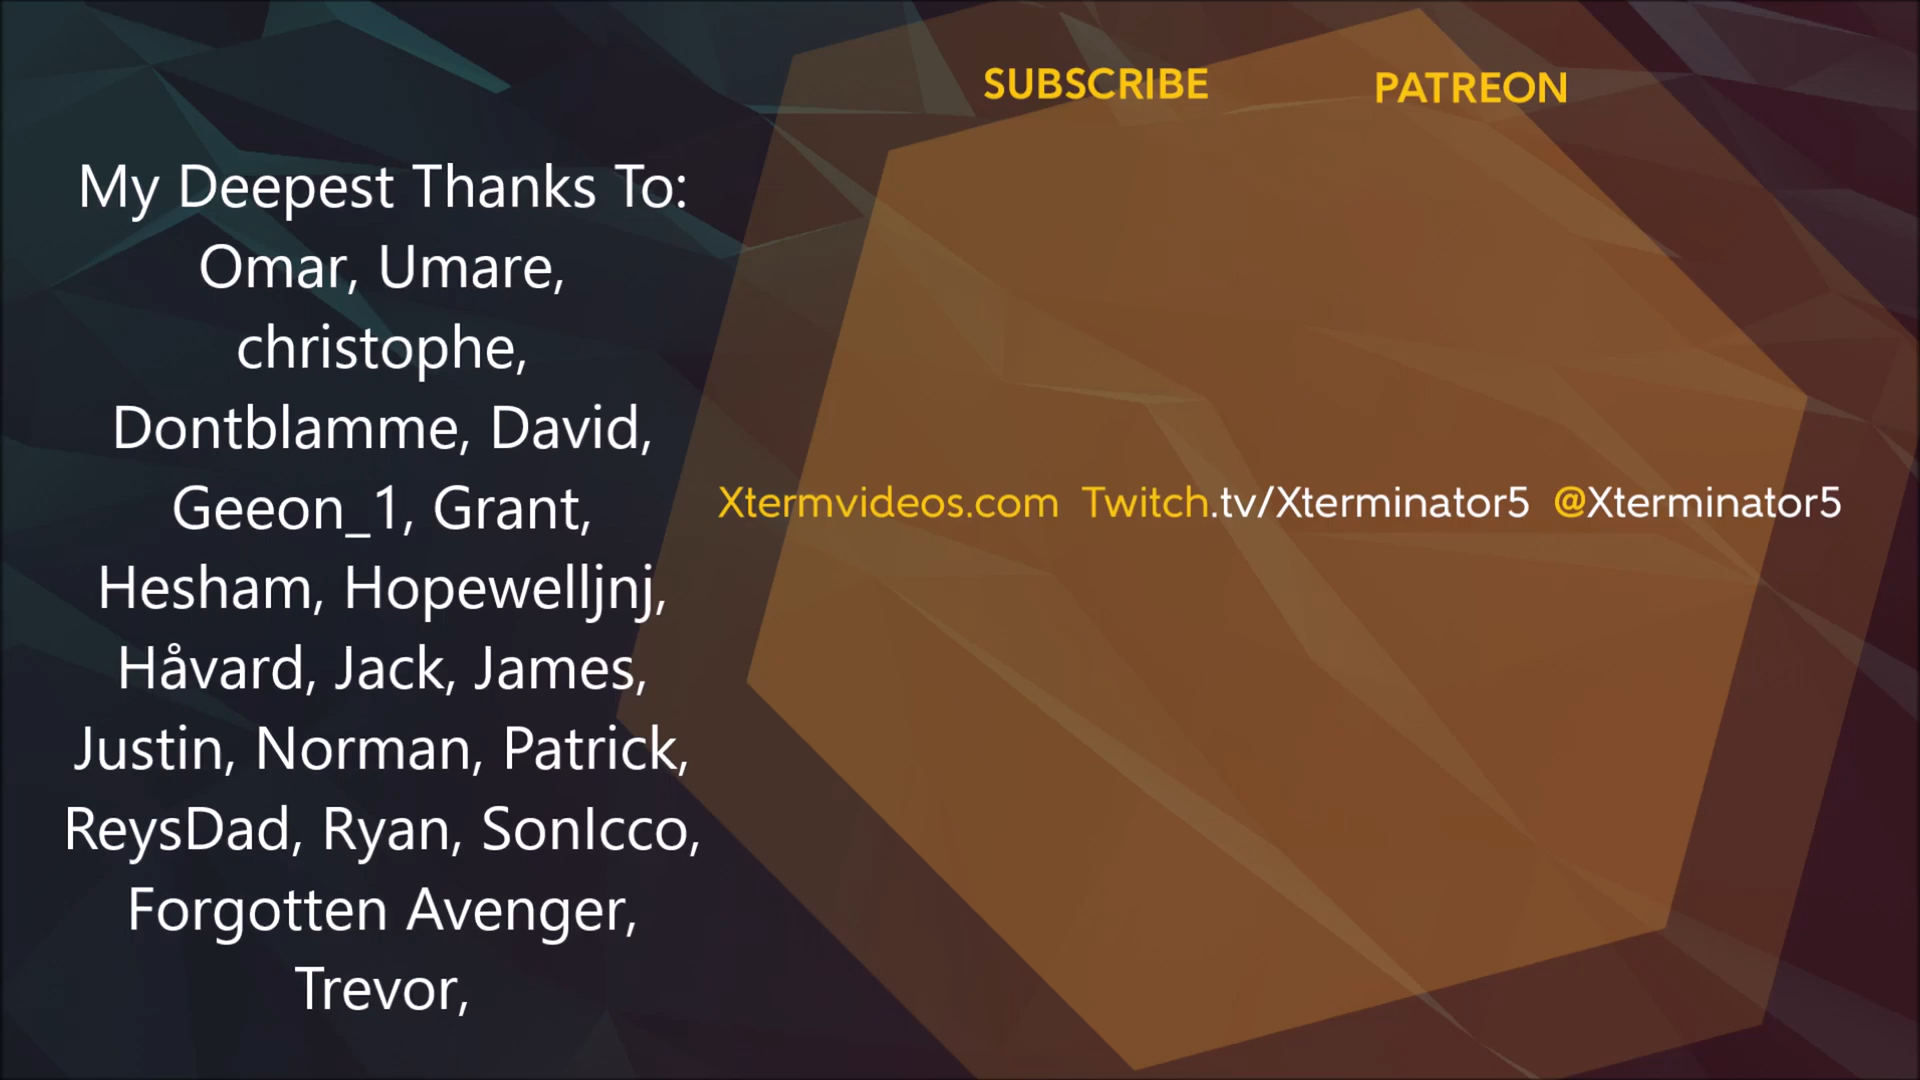 SUBSCRIBE PATREON
My Deepest Thanks To:
Omar, Umare,
christophe,
Dontblamme, David,
Geeon_1, Grant,
Hesham, Hopewelljnj,
Håvard, Jack, James,
Justin, Norman, Patrick,
ReysDad, Ryan, SonIcco,
Forgotten Avenger,
Trevor,
Xtermvideos.com Twitch.tv/Xterminator5 @Xterminator5